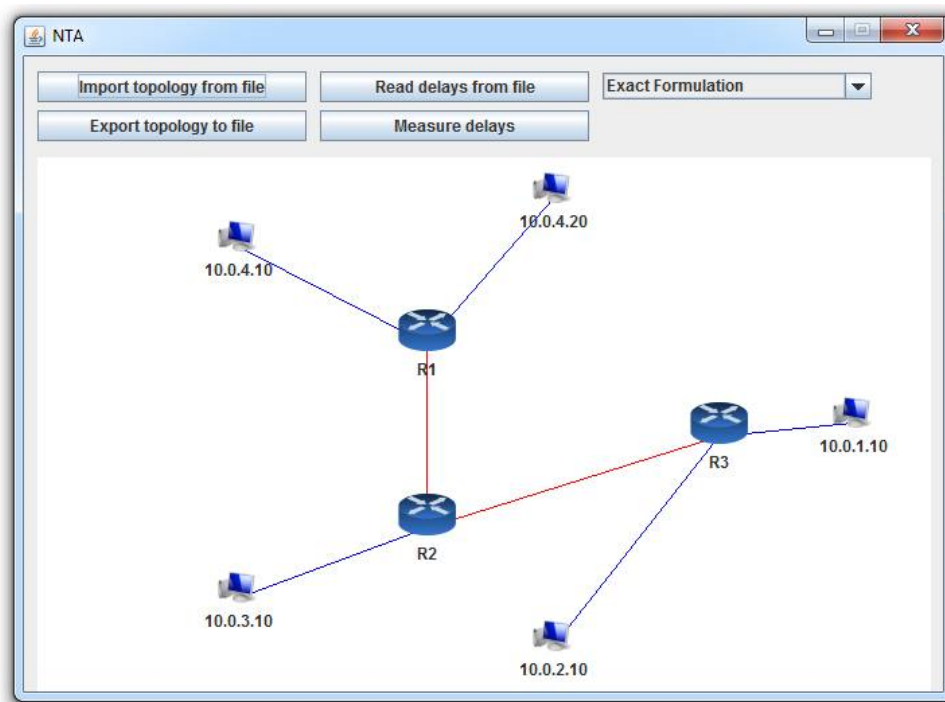 NTA
Import topology from file
Read delays from file
Exact Formulation
Export topology to file
Measure delays
10.0.4.20
10.0.4.10
R1
R3
10.0.1.10
R2
10.0.3.10
10.0.2.10